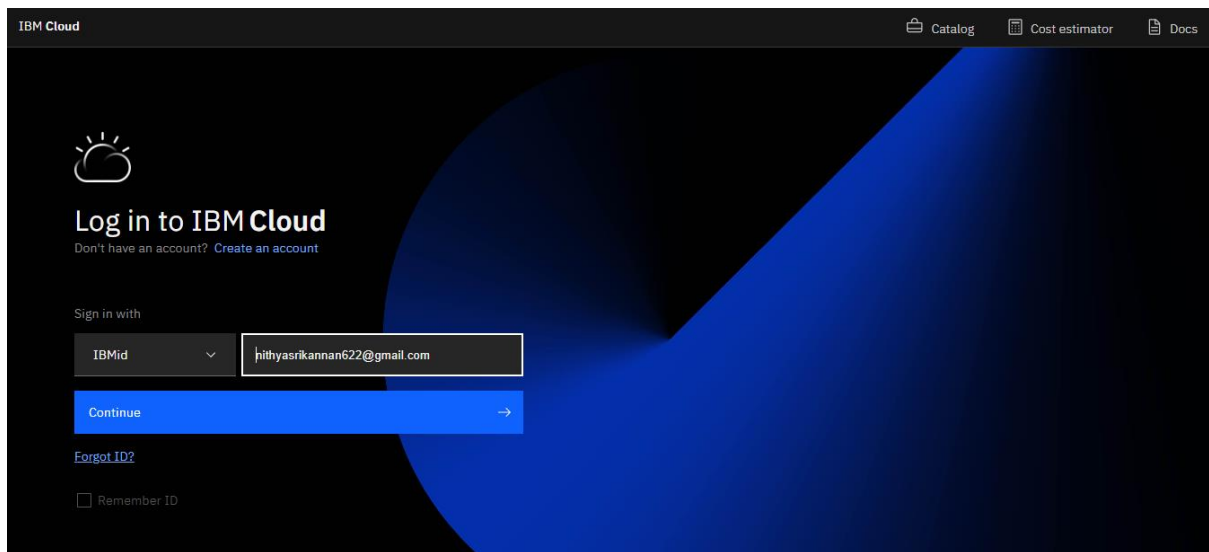 IBM Cloud Catalog Cost estimator Docs
Log in to IBM Cloud
Don't have an account? Create an account
Sign in with
IBMid nithyasrikannan622@gmail.com
Continue
Forgot ID?
Remember ID